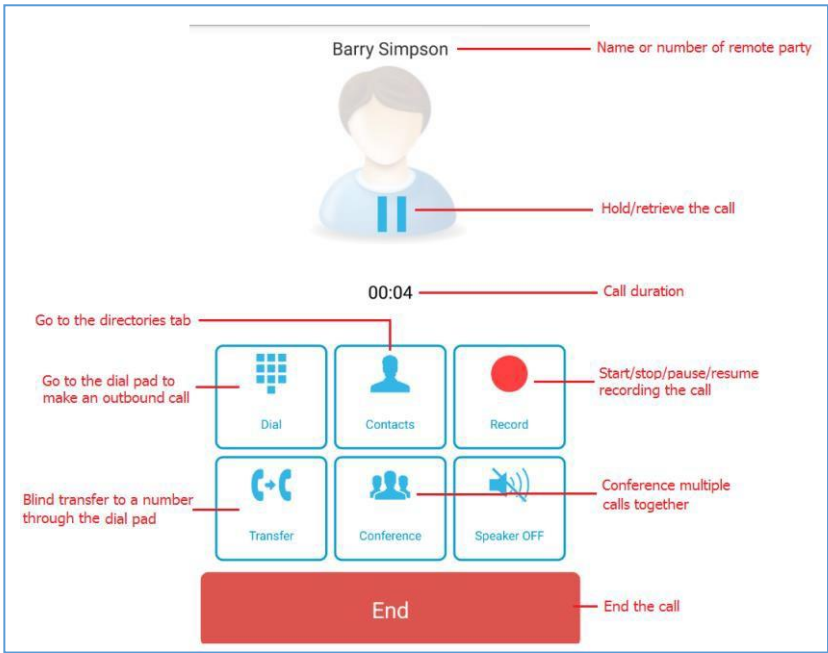 Barry Simpson
Name or number of remote party
Hold/retrieve the call
00:04
Call duration
Go to the directories tab
Go to the dial pad to
make an outbound call
Dial
Contacts
Record
Start/stop/pause/resume
recording the call
Blind transfer to a number
through the dial pad
Transfer
Conference
Speaker OFF
Conference multiple
calls together
End
End the call